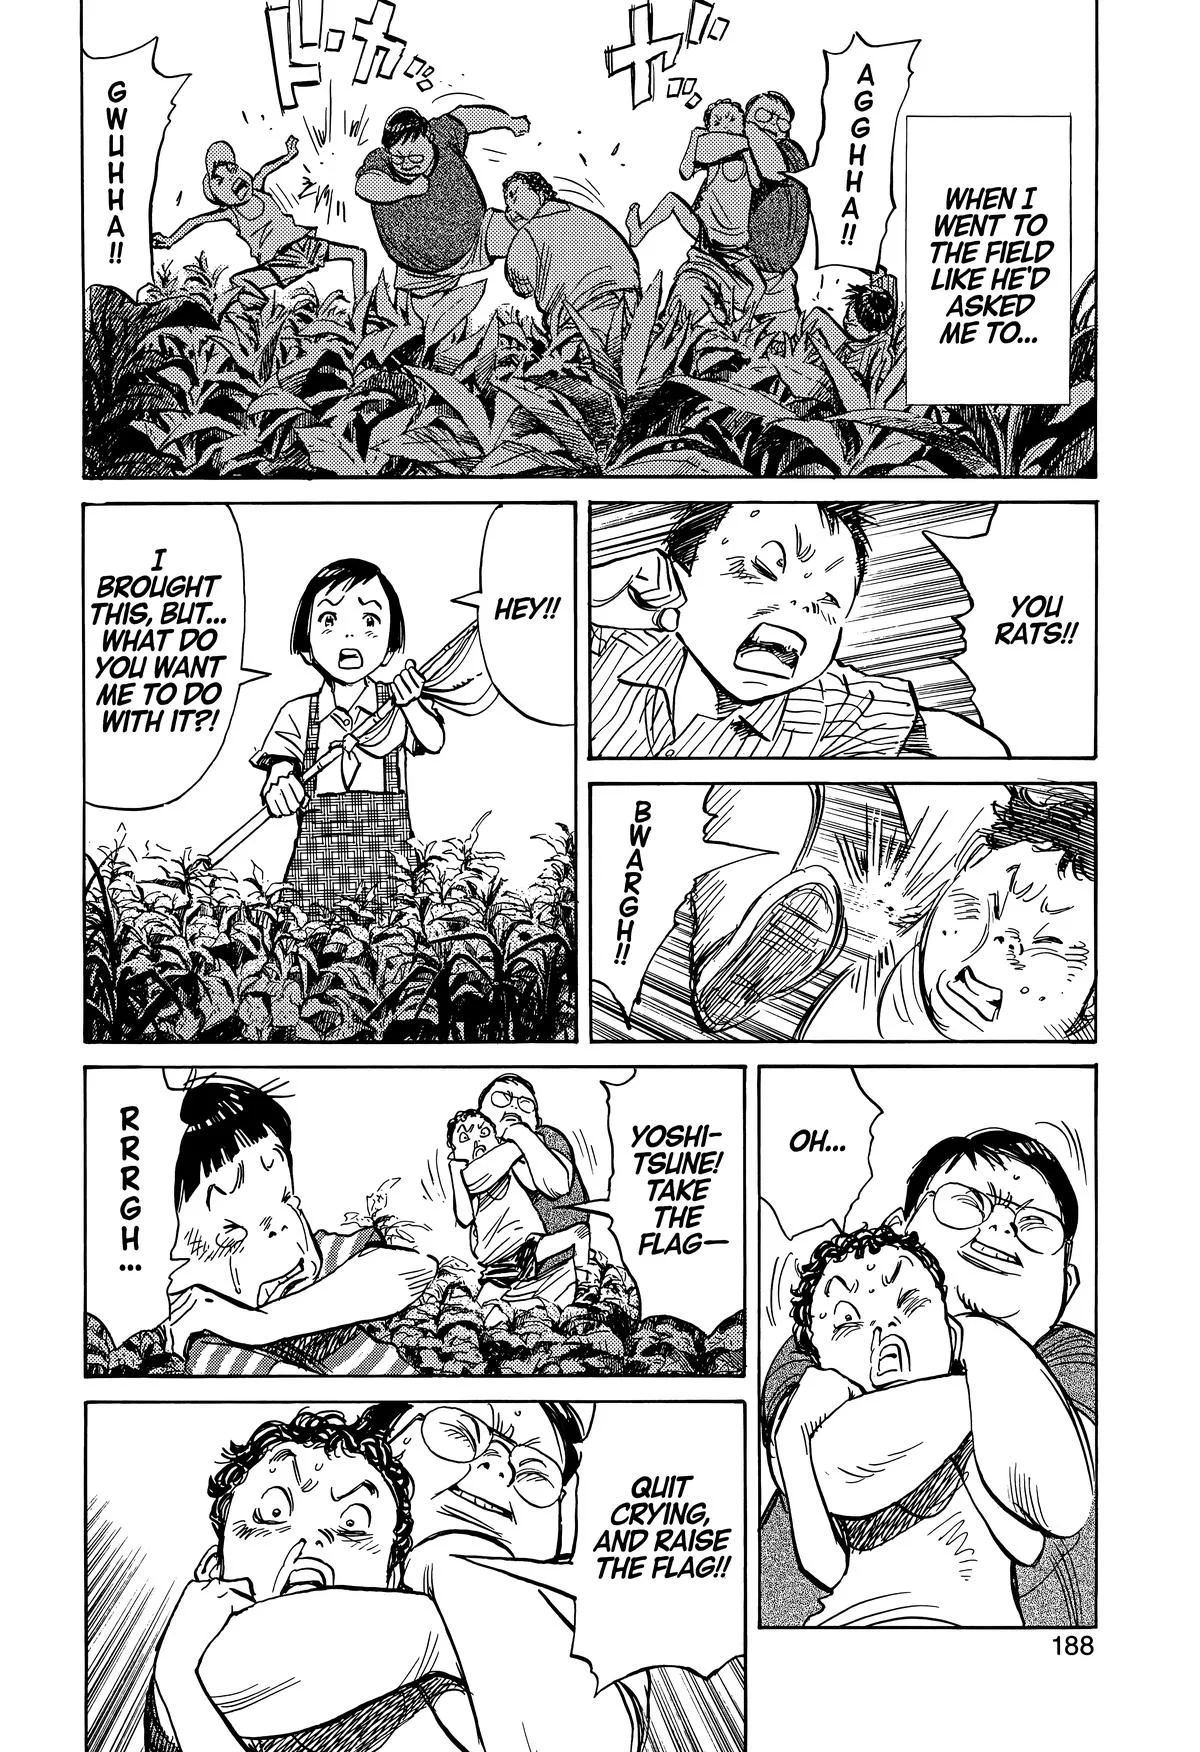 WHEN I
WENT TO
THE FIELD
LIKE HE'D
ASKED
ME TO...
AGGHHA!!
GWUHHA!!
YOU
RATS!!
BWARGH!!
HEY!!
I
BROUGHT
THIS, BUT...
WHAT DO
YOU WANT
ME TO DO
WITH IT?!
OH...
YOSHI-
TSUNE!
TAKE
THE
FLAG—
RRRGH...
QUIT
CRYING,
AND RAISE
THE FLAG!!
188